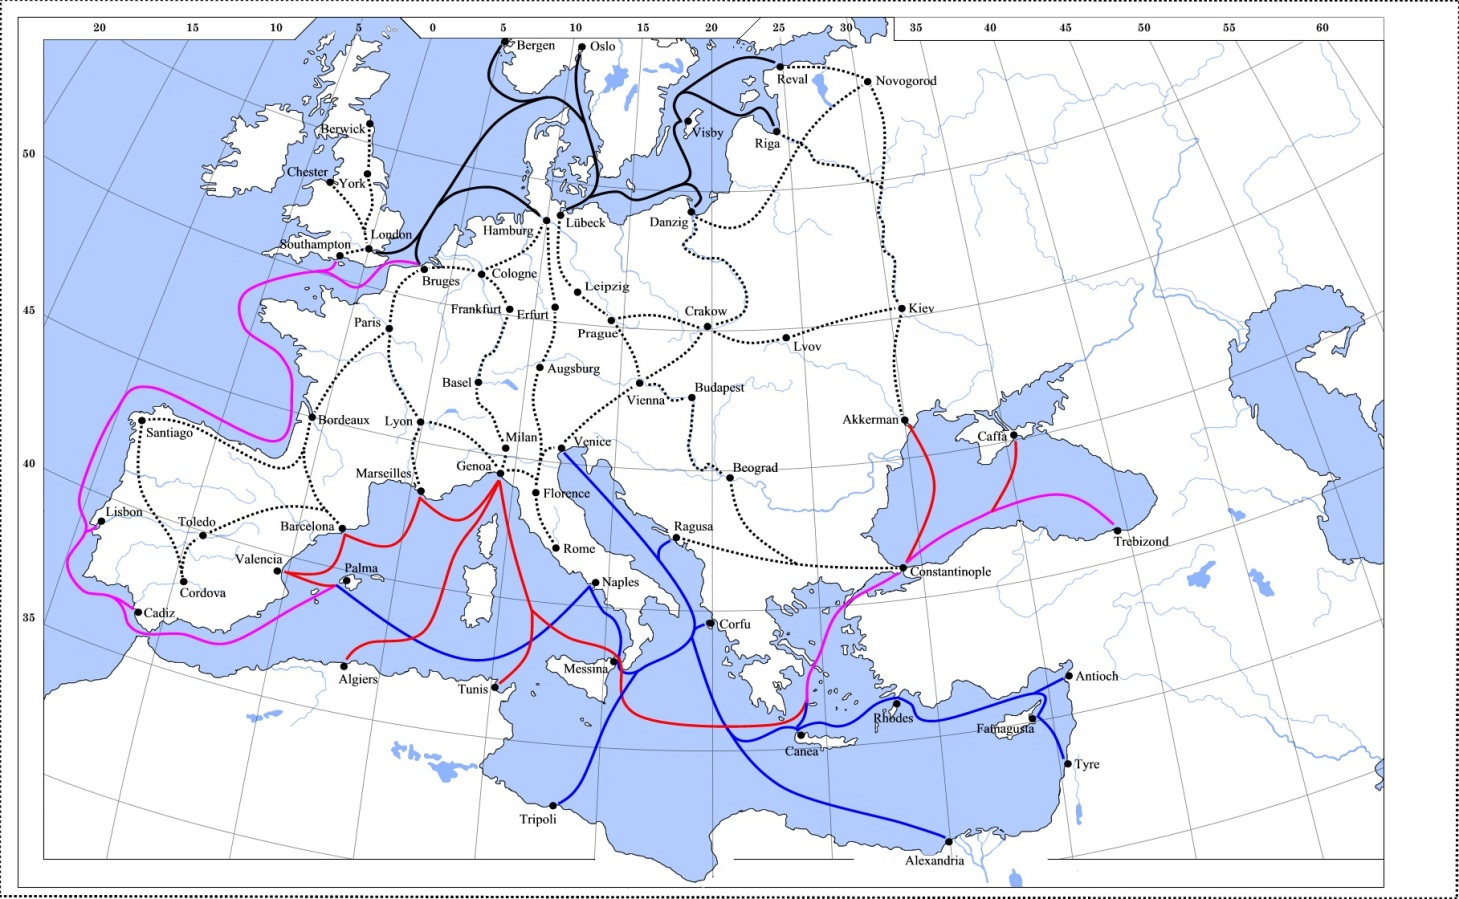 20 15 10 5 0 5 10 15 20 25 30 35 40 45 50 60
Bergen
Oslo
Reval
Novogorod
Berwick
Visby
Riga
50
Chester
York
Danzig
London
Hamburg
Lübeck
Southampton
Bruges
Cologne
Leipzig
45
Frankfurt
Erfurt
Crakow
Kiev
Paris
Prague
Lvov
Basel
Augsburg
Vienna
Budapest
Santiago
Bordeaux
Lyon
Akkerman
Caffa
Milan
Venice
40
Genoa
Beograd
Marseilles
Florence
Lisbon
Toledo
Barcelona
Ragusa
Trebizond
Valencia
Palma
Rome
Constantinople
Cordova
Naples
35
Cadiz
Corfu
Messina
Algiers
Tunis
Antioch
Rhodes
Famagusta
Canea
Tyre
Tripoli
Alexandria